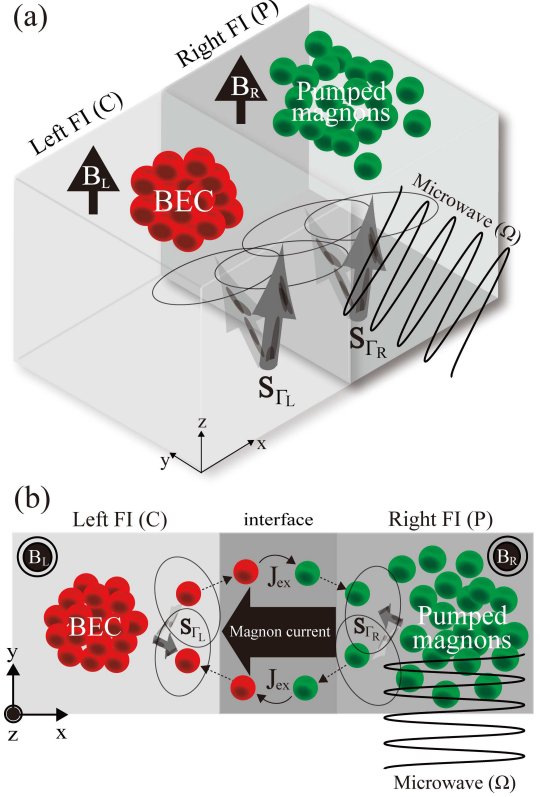 (a)
Right FI (P)
Left FI (C)
B_R
B_L
Pumped
magnons
BEC
Microwave (Ω)
S_Γ_R
S_Γ_L
z
y
x
(b)
Left FI (C)
interface
Right FI (P)
B_L
B_R
J_ex
BEC
S_Γ_L
Magnon current
S_Γ_R
Pumped
magnons
J_ex
y
z
x
Microwave (Ω)